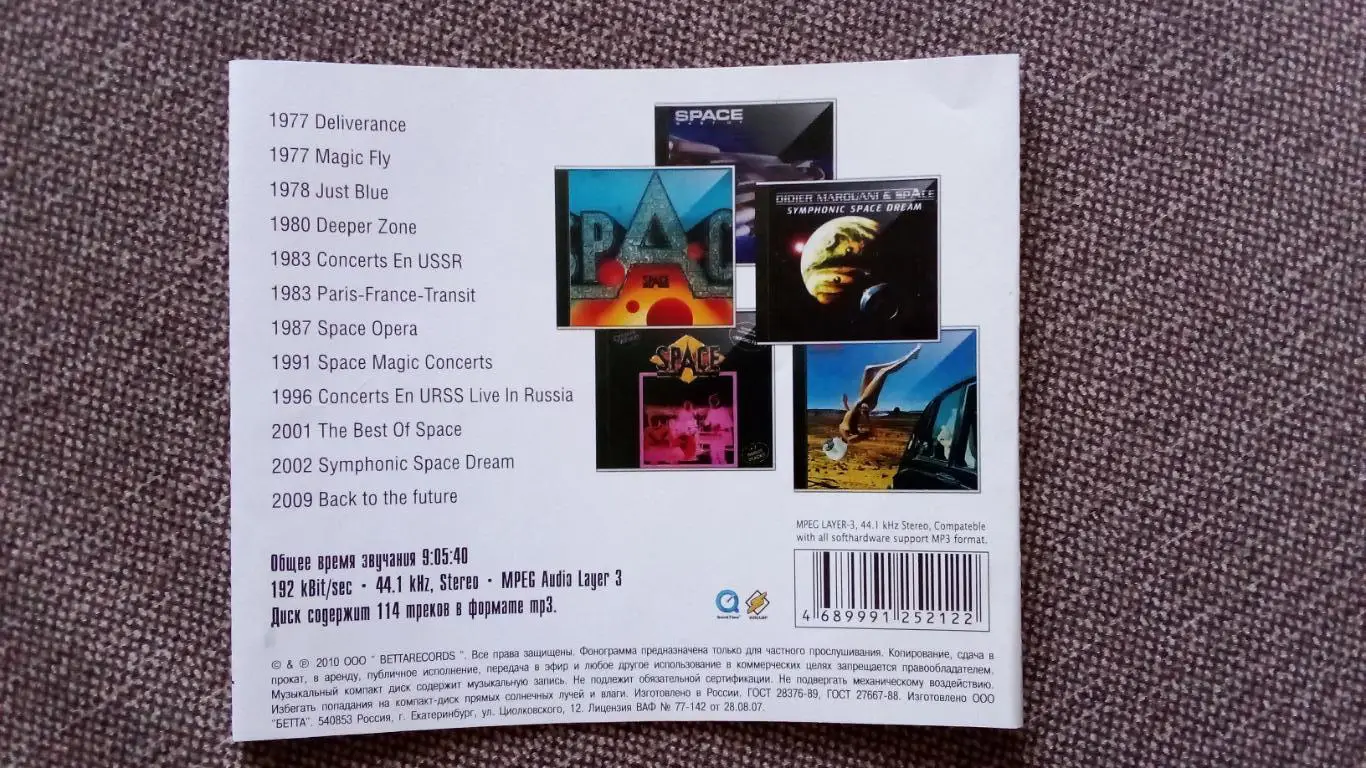 1977 Deliverance
1977 Magic Fly
1978 Just Blue
1980 Deeper Zone
1983 Concerts En USSR
1983 Paris-France-Transit
1987 Space Opera
1991 Space Magic Concerts
1996 Concerts En URSS Live In Russia
2001 The Best Of Space
2002 Symphonic Space Dream
2009 Back to the future
SPACE
SPACE
SPACE
DIDIER MAROUANI & SPACE
SYMPHONIC SPACE DREAM
SPACE
Общее время звучания 9:05:40
192 kBit/sec • 44.1 kHz, Stereo • MPEG Audio Layer 3
Диск содержит 114 треков в формате mp3.
MPEG LAYER-3, 44.1 kHz Stereo, Compateble
with all softhardware support MP3 format.
4 689991 252122
© & ℗ 2010 ООО " BETTARECORDS ". Все права защищены. Фонограмма предназначена только для частного прослушивания. Копирование, сдача в
прокат, в аренду, публичное исполнение, передача в эфир и любое другое использование в коммерческих целях запрещается правообладателем.
Музыкальный компакт диск содержит музыкальную запись. Не подлежит обязательной сертификации. Не подвергать механическому воздействию.
Избегать попадания на компакт-диск прямых солнечных лучей и влаги. Изготовлено в России. ГОСТ 28376-89, ГОСТ 27667-88. Изготовлено ООО
"БЕТТА". 540853 Россия, г. Екатеринбург, ул. Циолковского, 12. Лицензия ВАФ № 77-142 от 28.08.07.